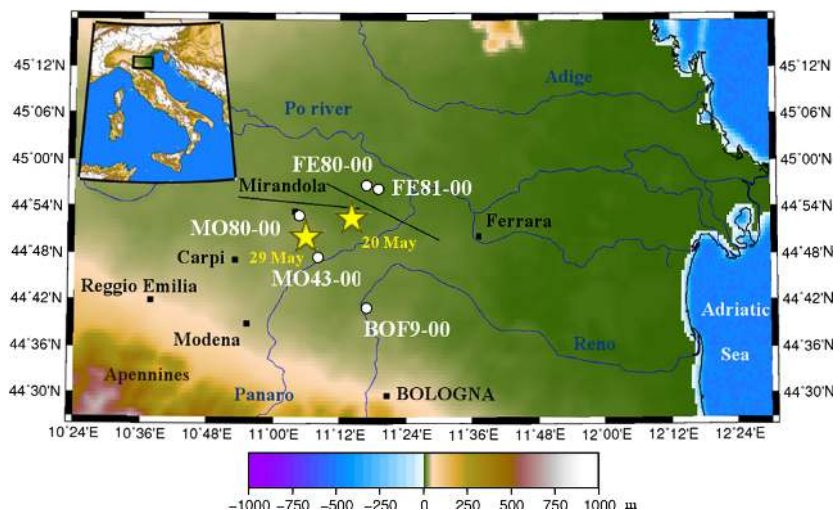 45°12'N
45°06'N
45°00'N
44°54'N
44°48'N
44°42'N
44°36'N
44°30'N
Adige
Po river
FE80-00
FE81-00
Mirandola
MO80-00
Ferrara
20 May
29 May
Carpi
MO43-00
Reggio Emilia
BOF9-00
Modena
Reno
Adriatic
Sea
Apennines
Panaro
BOLOGNA
45°12'N
45°06'N
45°00'N
44°54'N
44°48'N
44°42'N
44°36'N
44°30'N
10°24'E 10°36'E 10°48'E 11°00'E 11°12'E 11°24'E 11°36'E 11°48'E 12°00'E 12°12'E 12°24'E
−1000 −750 −500 −250 0 250 500 750 1000 m